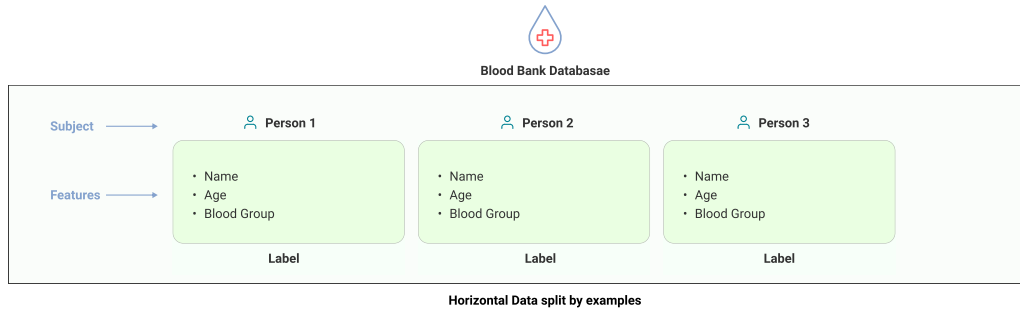 Blood Bank Databasae
Subject
Person 1
Person 2
Person 3
Features
• Name
• Age
• Blood Group
• Name
• Age
• Blood Group
• Name
• Age
• Blood Group
Label
Label
Label
Horizontal Data split by examples